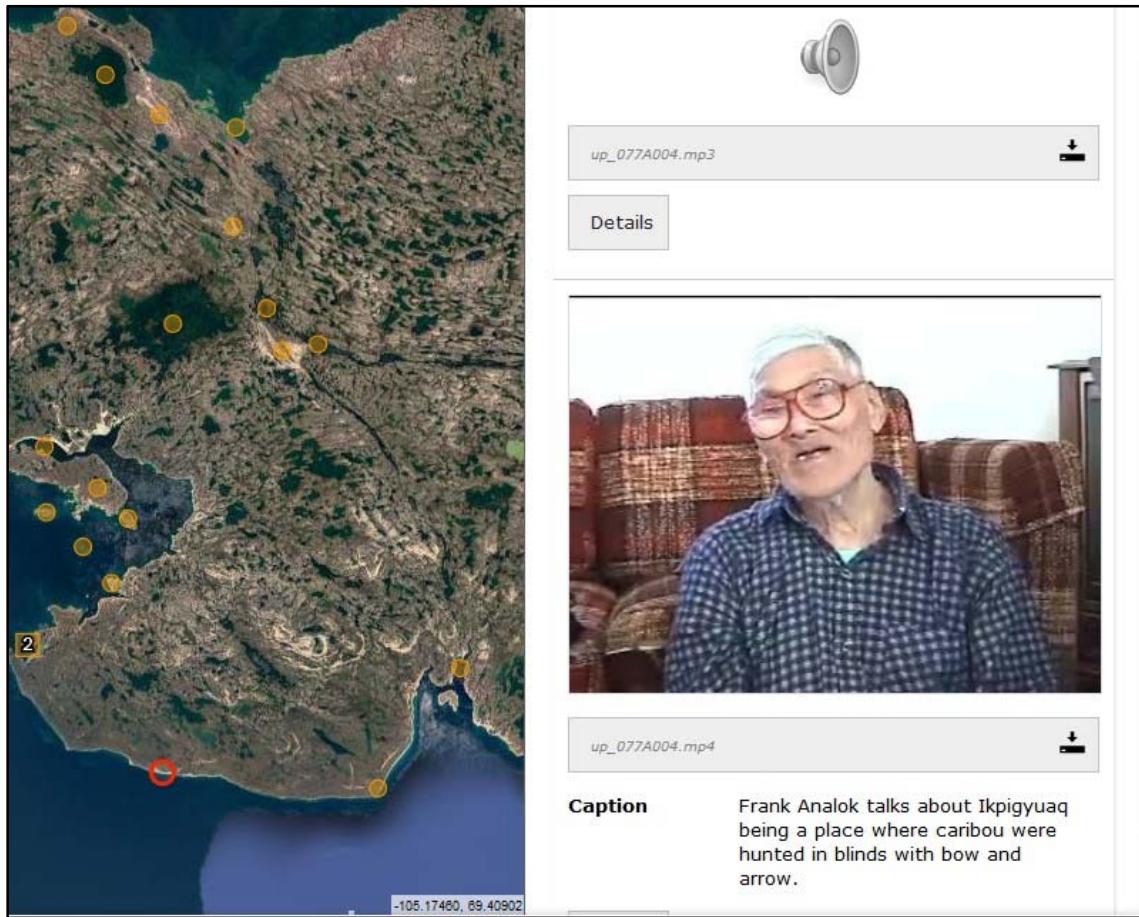 up_077A004.mp3
Details
up_077A004.mp4
Caption
Frank Analok talks about Ikpigyuaq
being a place where caribou were
hunted in blinds with bow and
arrow.
2
-105.17460, 69.40902